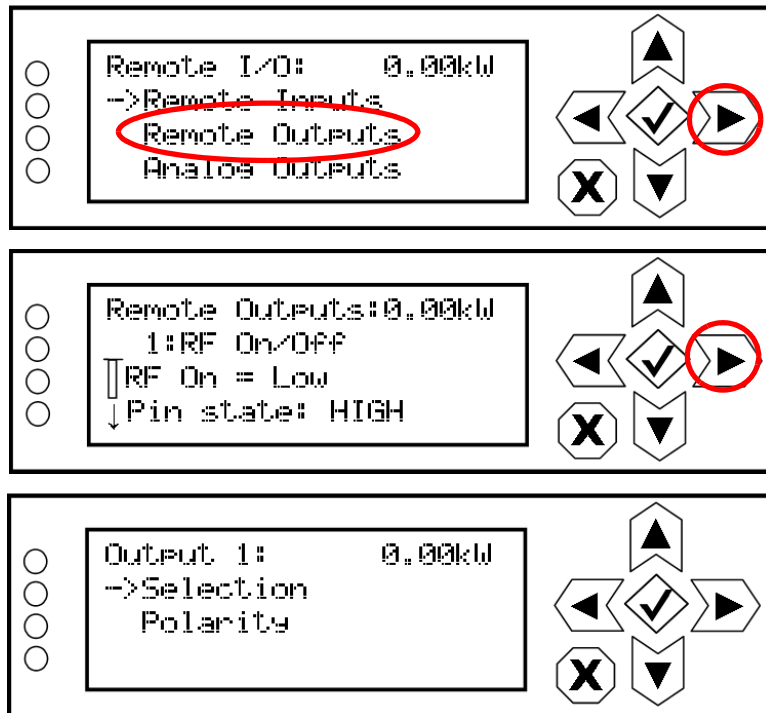 Remote I/O: 0.00kW
->Remote Inputs
Remote Outputs
Analog Outputs
X
Remote Outputs:0.00kW
1:RF On/Off
RF On = Low
↓Pin state: HIGH
X
Output 1: 0.00kW
->Selection
Polarity
X